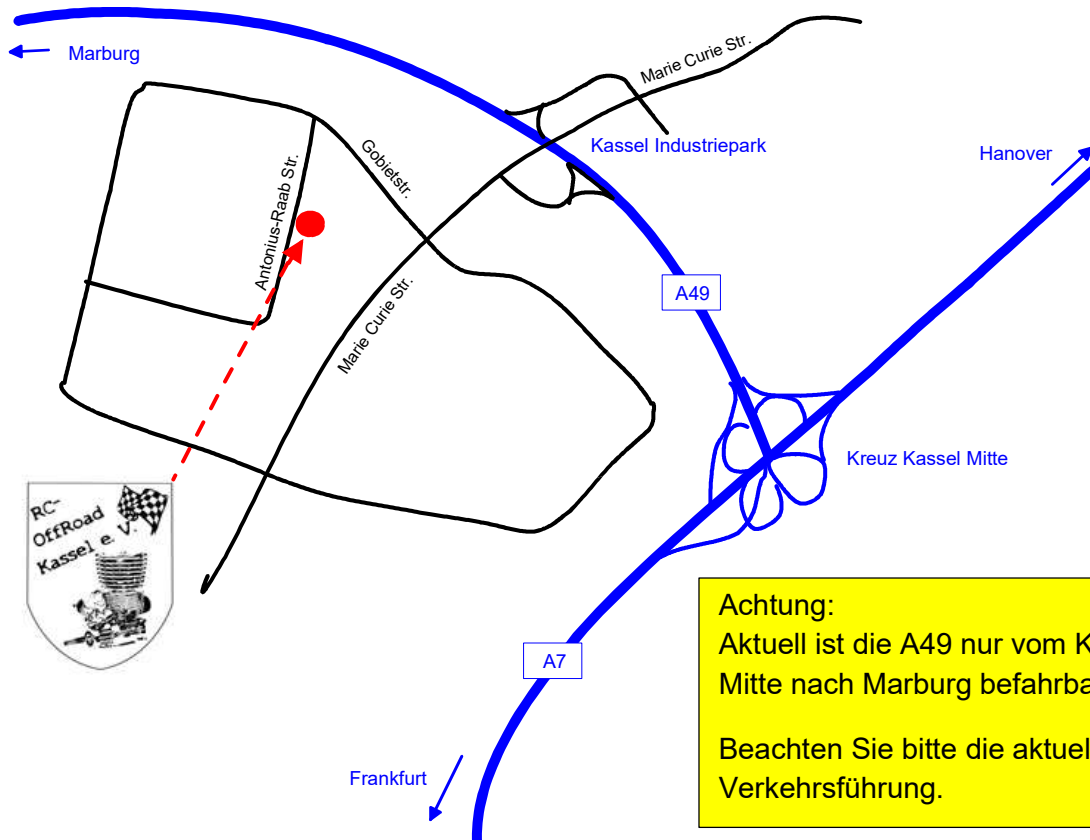 Marburg
Marie Curie Str.
Kassel Industriepark
Hanover
Gobietstr.
Antonius-Raab Str.
A49
Marie Curie Str.
Kreuz Kassel Mitte
RC-
OffRoad
Kassel e.V.
A7
Frankfurt
Achtung:
Aktuell ist die A49 nur vom K
Mitte nach Marburg befahrba
Beachten Sie bitte die aktuel
Verkehrsführung.